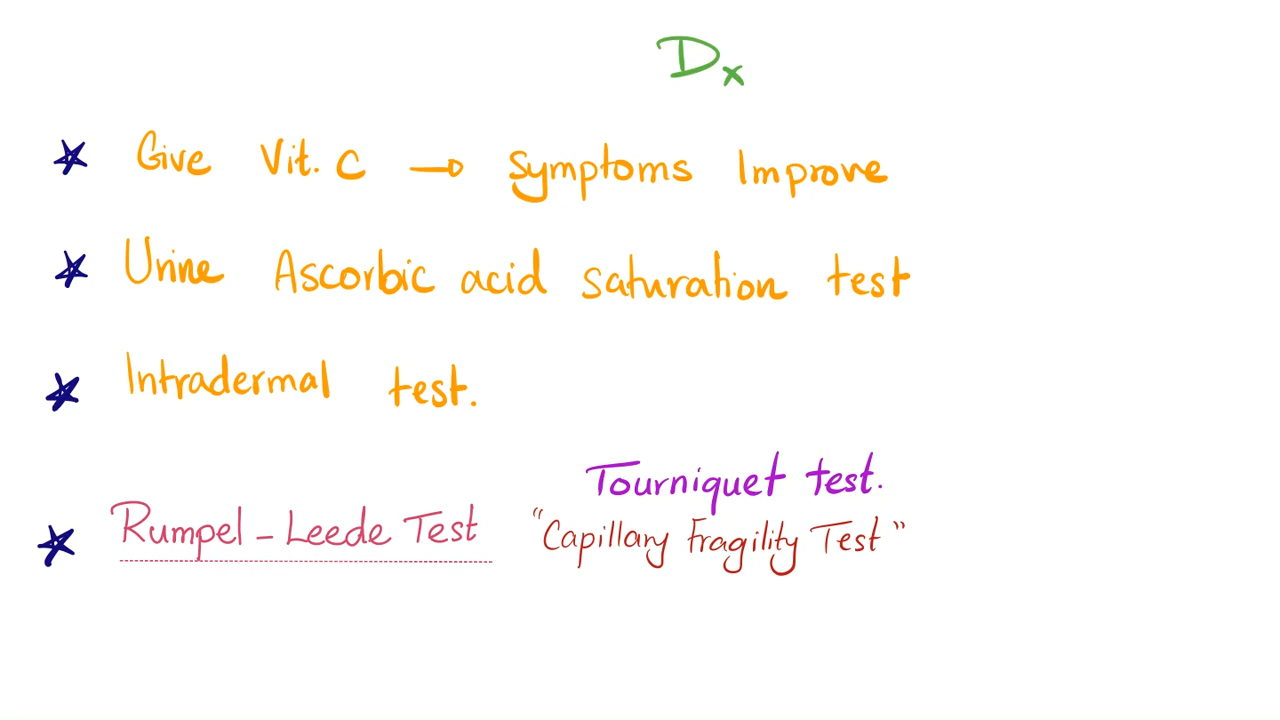 Dx
Give Vit. C → Symptoms Improve
Urine Ascorbic acid saturation test
Intradermal test.
Tourniquet test.
Rumpel-Leede Test "Capillary Fragility Test"